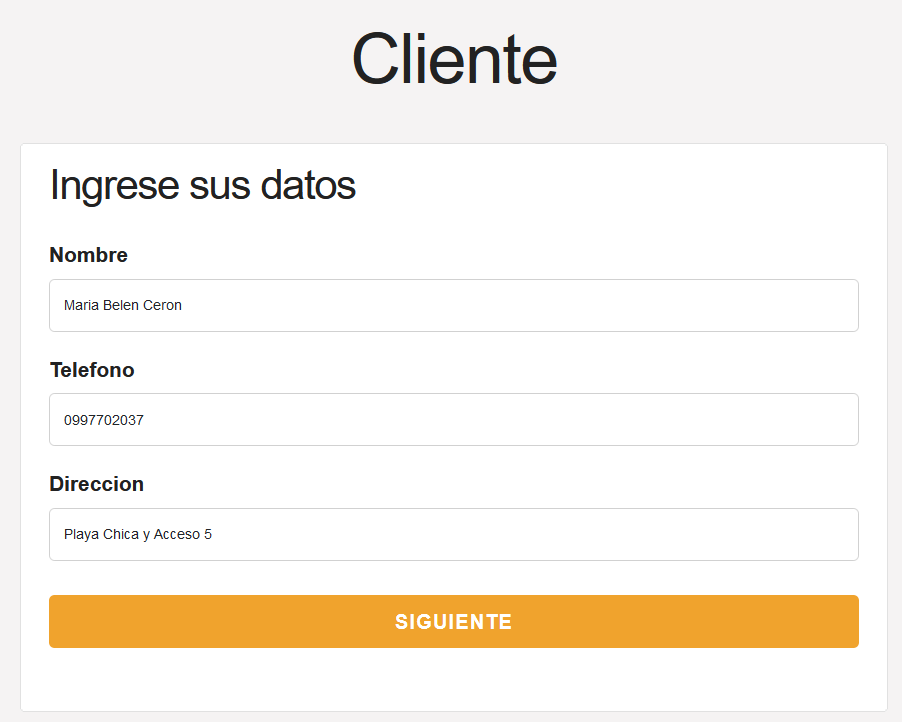 Cliente
Ingrese sus datos
Nombre
Maria Belen Ceron
Telefono
0997702037
Direccion
Playa Chica y Acceso 5
SIGUIENTE